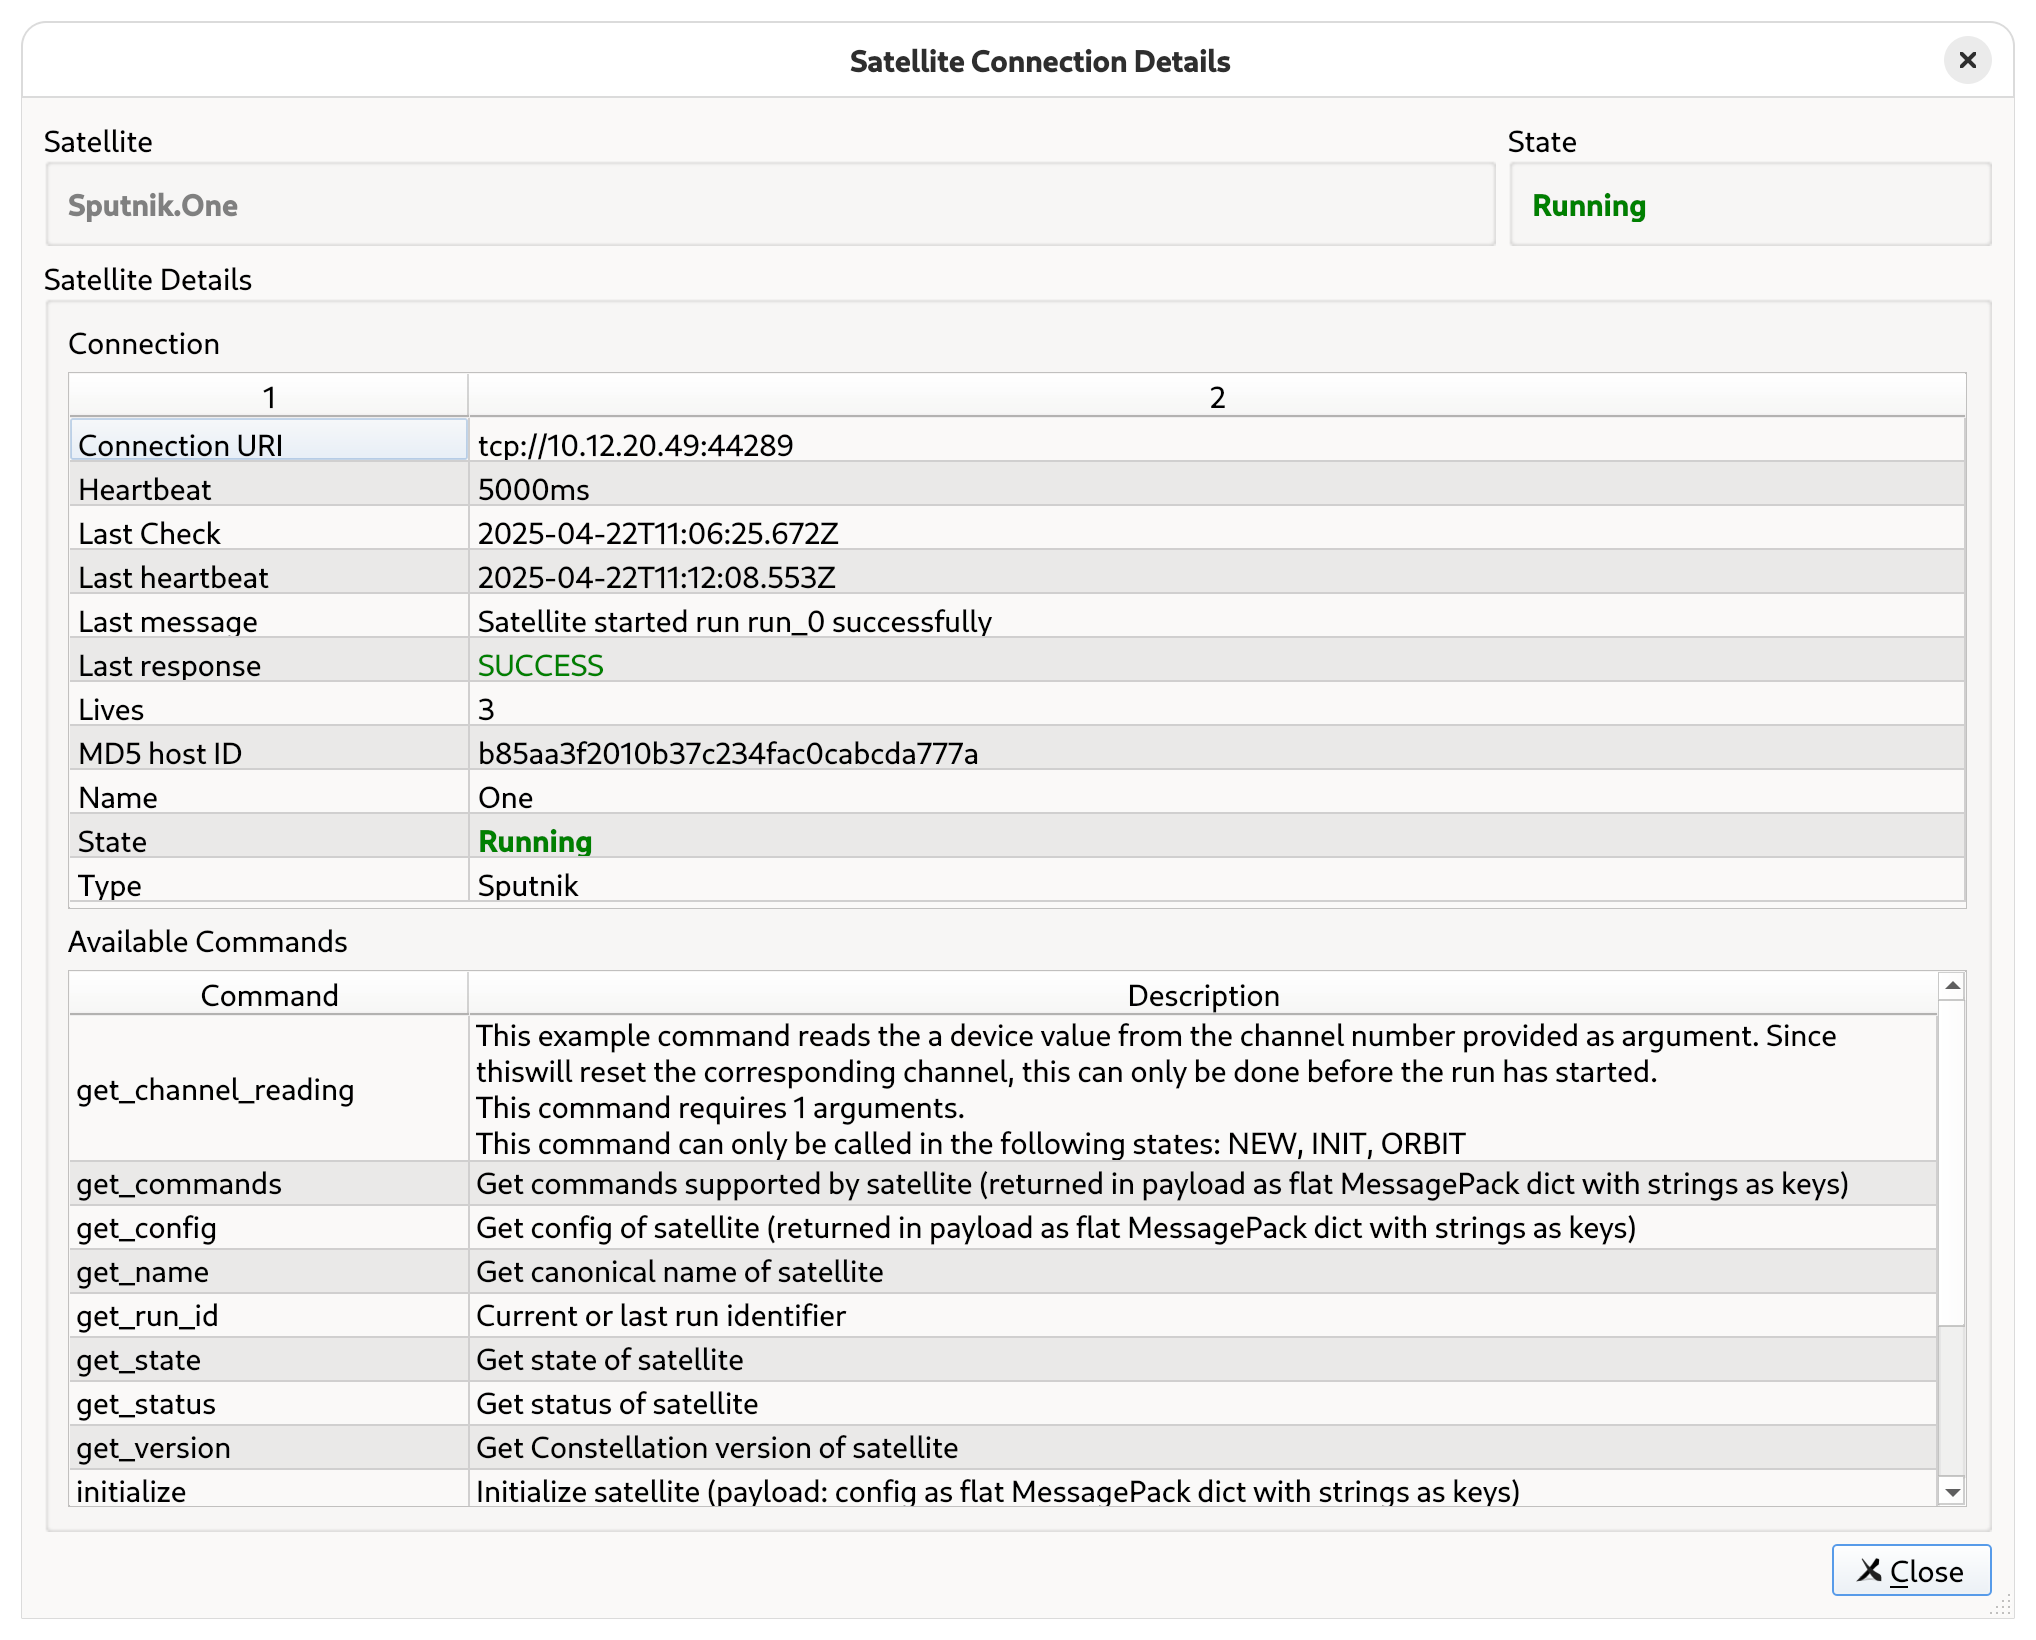 Satellite Connection Details
Satellite
State
Sputnik.One
Running
Satellite Details
Connection
1 2
Connection URI tcp://10.12.20.49:44289
Heartbeat 5000ms
Last Check 2025-04-22T11:06:25.672Z
Last heartbeat 2025-04-22T11:12:08.553Z
Last message Satellite started run run_0 successfully
Last response SUCCESS
Lives 3
MD5 host ID b85aa3f2010b37c234fac0cabcda777a
Name One
State Running
Type Sputnik
Available Commands
Command Description
get_channel_reading
This example command reads the a device value from the channel number provided as argument. Since
thiswill reset the corresponding channel, this can only be done before the run has started.
This command requires 1 arguments.
This command can only be called in the following states: NEW, INIT, ORBIT
get_commands Get commands supported by satellite (returned in payload as flat MessagePack dict with strings as keys)
get_config Get config of satellite (returned in payload as flat MessagePack dict with strings as keys)
get_name Get canonical name of satellite
get_run_id Current or last run identifier
get_state Get state of satellite
get_status Get status of satellite
get_version Get Constellation version of satellite
initialize Initialize satellite (payload: config as flat MessagePack dict with strings as keys)
Close